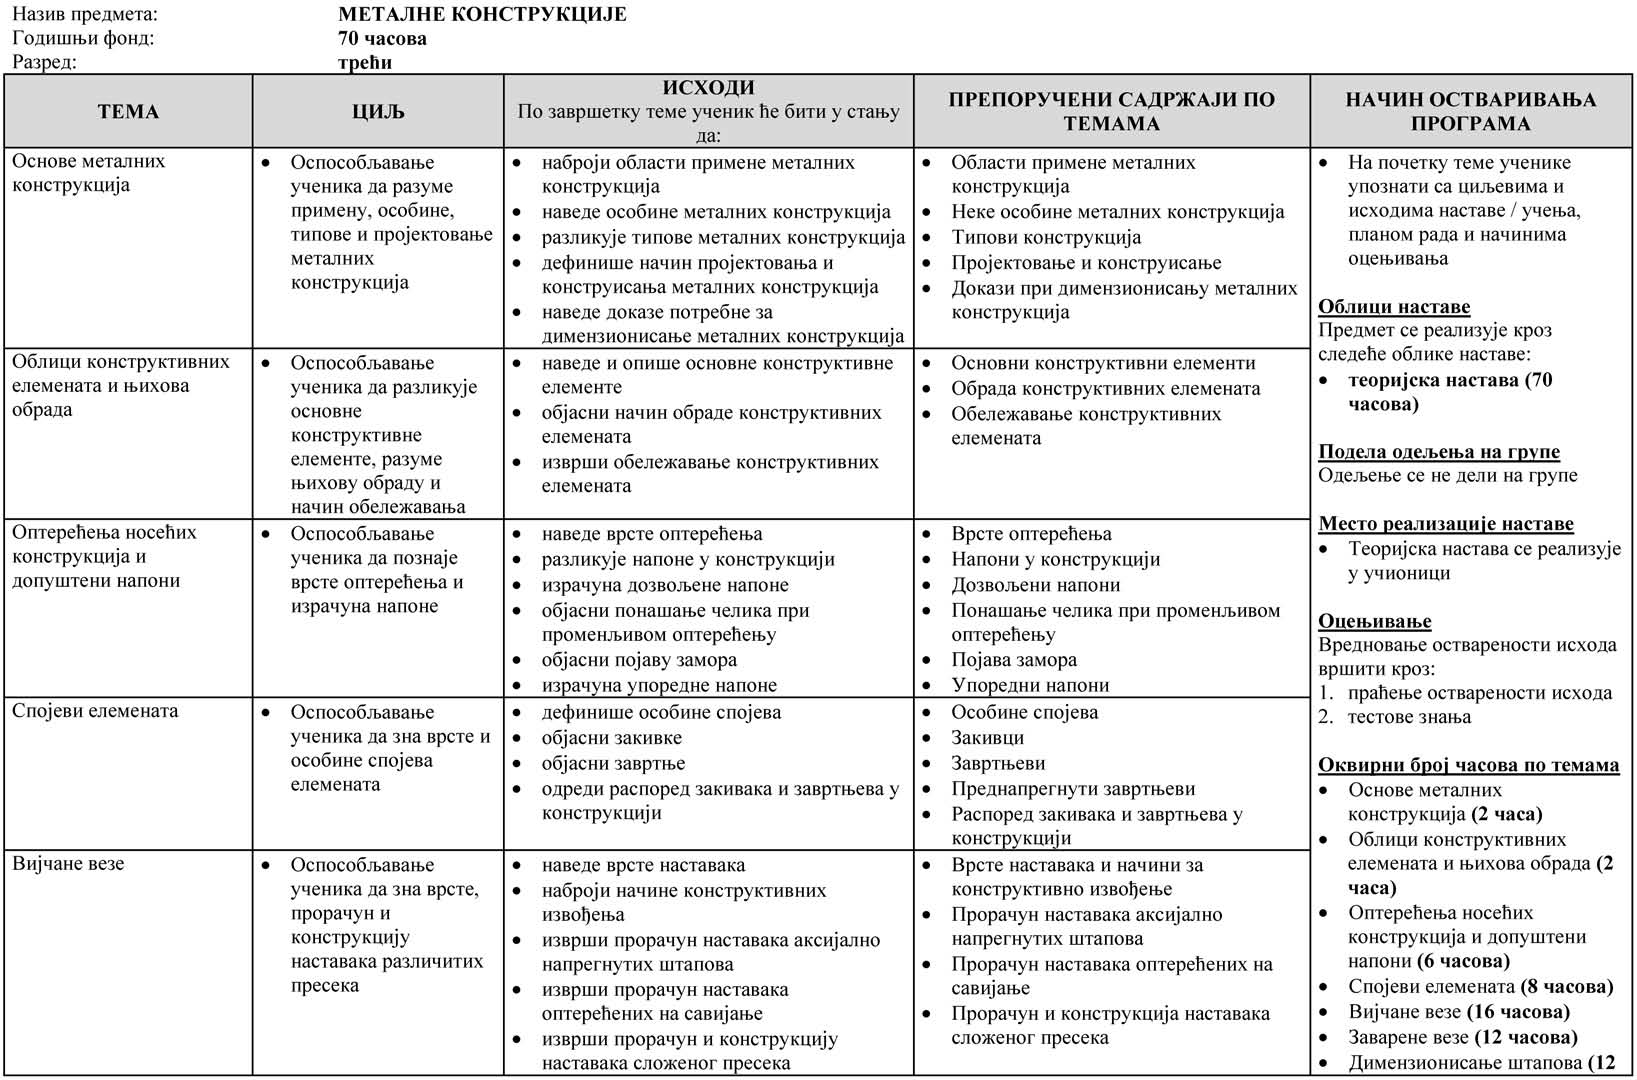 Назив предмета: МЕТАЛНЕ КОНСТРУКЦИЈЕ
Годишњи фонд: 70 часова
Разред: трећи
ТЕМА
ЦИЉ
ИСХОДИ
По завршетку теме ученик ће бити у стању
да:
ПРЕПОРУЧЕНИ САДРЖАЈИ ПО
ТЕМАМА
НАЧИН ОСТВАРИВАЊА
ПРОГРАМА
Основе металних
конструкција
• Оспособљавање
ученика да разуме
примену, особине,
типове и пројектовање
металних
конструкција
• наброји области примене металних
конструкција
• наведе особине металних конструкција
• разликује типове металних конструкција
• дефинише начин пројектовања и
конструисања металних конструкција
• наведе доказе потребне за
димензионисање металних конструкција
• Области примене металних
конструкција
• Неке особине металних конструкција
• Типови конструкција
• Пројектовање и конструисање
• Докази при димензионисању металних
конструкција
Облици конструктивних
елемената и њихова
обрада
• Оспособљавање
ученика да разликује
основне
конструктивне
елементе, разуме
њихову обраду и
начин обележавања
• наведе и опише основне конструктивне
елементе
• објасни начин обраде конструктивних
елемената
• изврши обележавање конструктивних
елемената
• Основни конструктивни елементи
• Обрада конструктивних елемената
• Обележавање конструктивних
елемената
Оптерећења носећих
конструкција и
допуштени напони
• Оспособљавање
ученика да познаје
врсте оптерећења и
израчуна напоне
• наведе врсте оптерећења
• разликује напоне у конструкцији
• израчуна дозвољене напоне
• објасни понашање челика при
променљивом оптерећењу
• објасни појаву замора
• израчуна упоредне напоне
• Врсте оптерећења
• Напони у конструкцији
• Дозвољени напони
• Понашање челика при променљивом
оптерећењу
• Појава замора
• Упоредни напони
Спојеви елемената
• Оспособљавање
ученика да зна врсте и
особине спојева
елемената
• дефинише особине спојева
• објасни закивке
• објасни завртње
• одреди распоред закивака и завртњева у
конструкцији
• Особине спојева
• Закивци
• Завртњеви
• Преднапрегнути завртњеви
• Распоред закивака и завртњева у
конструкцији
Вијчане везе
• Оспособљавање
ученика да зна врсте,
прорачун и
конструкцију
наставака различитих
пресека
• наведе врсте наставака
• наброји начине конструктивних
извођења
• изврши прорачун наставака аксијално
напрегнутих штапова
• изврши прорачун наставака
оптерећених на савијање
• изврши прорачун и конструкцију
наставака сложеног пресека
• Врсте наставака и начини за
конструктивно извођење
• Прорачун наставака аксијално
напрегнутих штапова
• Прорачун наставака оптерећених на
савијање
• Прорачун и конструкција наставака
сложеног пресека
• На почетку теме ученике
упознати са циљевима и
исходима наставе / учења,
планом рада и начинима
оцењивања
Облици наставе
Предмет се реализује кроз
следеће облике наставе:
• теоријска настава (70
часова)
Подела одељења на групе
Одељење се не дели на групе
Место реализације наставе
• Теоријска настава се реализује
у учионици
Оцењивање
Вредновање остварености исхода
вршити кроз:
1. праћење остварености исхода
2. тестове знања
Оквирни број часова по темама
• Основе металних
конструкција (2 часа)
• Облици конструктивних
елемената и њихова обрада (2
часа)
• Оптерећења носећих
конструкција и допуштени
напони (6 часова)
• Спојеви елемената (8 часова)
• Вијчане везе (16 часова)
• Заварене везе (12 часова)
• Димензионисање штапова (12